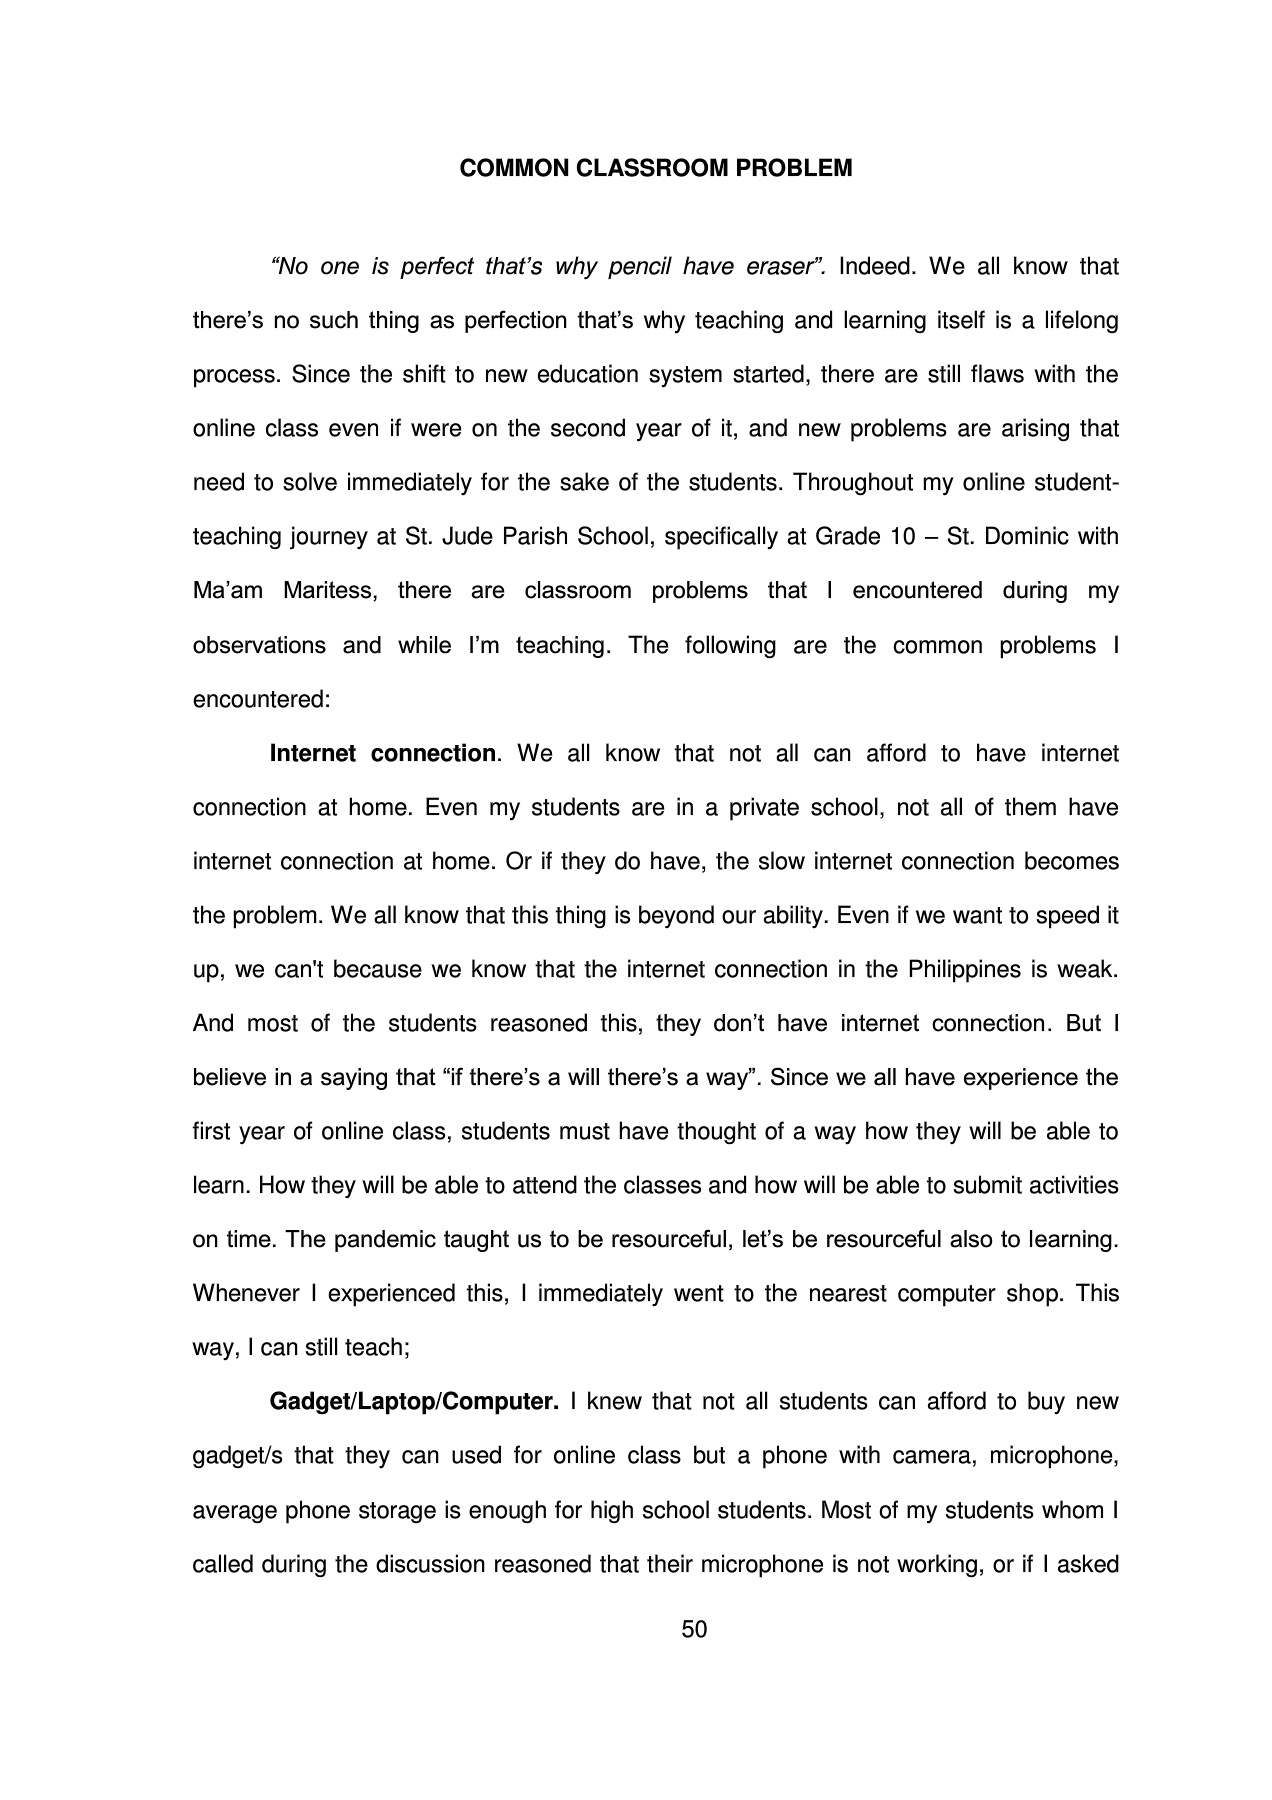 COMMON CLASSROOM PROBLEM
“No one is perfect that’s why pencil have eraser”. Indeed. We all know that
there’s no such thing as perfection that’s why teaching and learning itself is a lifelong
process. Since the shift to new education system started, there are still flaws with the
online class even if were on the second year of it, and new problems are arising that
need to solve immediately for the sake of the students. Throughout my online student-
teaching journey at St. Jude Parish School, specifically at Grade 10 – St. Dominic with
Ma’am Maritess, there are classroom problems that I encountered during my
observations and while I’m teaching. The following are the common problems I
encountered:
Internet connection. We all know that not all can afford to have internet
connection at home. Even my students are in a private school, not all of them have
internet connection at home. Or if they do have, the slow internet connection becomes
the problem. We all know that this thing is beyond our ability. Even if we want to speed it
up, we can't because we know that the internet connection in the Philippines is weak.
And most of the students reasoned this, they don’t have internet connection. But I
believe in a saying that “if there’s a will there’s a way”. Since we all have experience the
first year of online class, students must have thought of a way how they will be able to
learn. How they will be able to attend the classes and how will be able to submit activities
on time. The pandemic taught us to be resourceful, let’s be resourceful also to learning.
Whenever I experienced this, I immediately went to the nearest computer shop. This
way, I can still teach;
Gadget/Laptop/Computer. I knew that not all students can afford to buy new
gadget/s that they can used for online class but a phone with camera, microphone,
average phone storage is enough for high school students. Most of my students whom I
called during the discussion reasoned that their microphone is not working, or if I asked
50